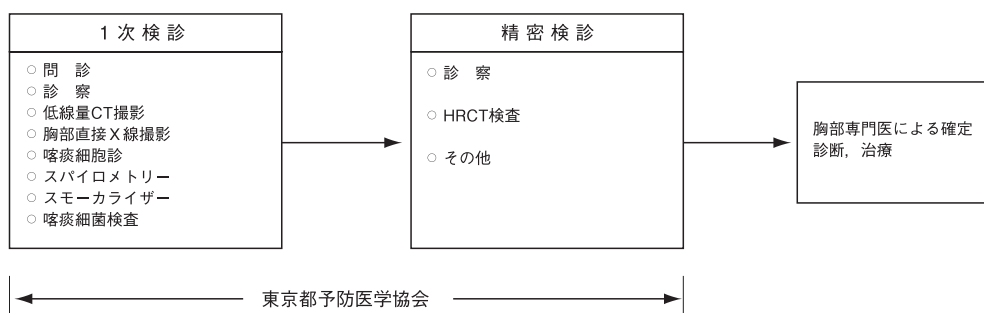 1 次 検 診
○ 問　診
○ 診　察
○ 低線量CT撮影
○ 胸部直接X線撮影
○ 喀痰細胞診
○ スパイロメトリー
○ スモーカライザー
○ 喀痰細菌検査
精 密 検 診
○ 診　察
○ HRCT検査
○ その他
胸部専門医による確定
診断，治療
東京都予防医学協会